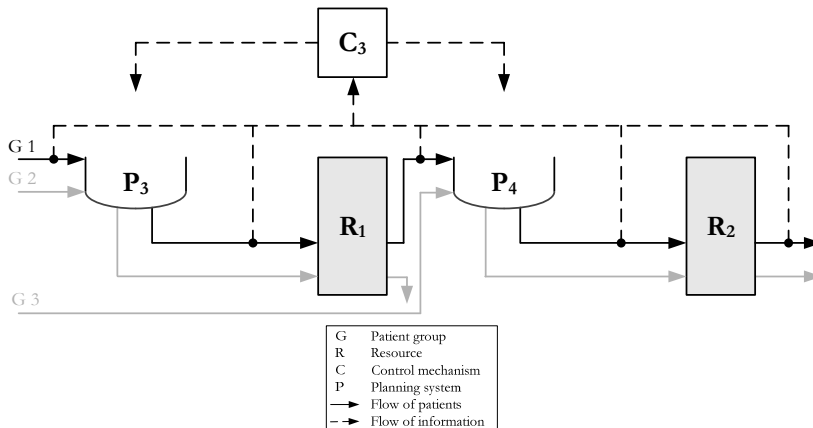 C3
G 1
G 2
P3
P4
R1
R2
G 3
G Patient group
R Resource
C Control mechanism
P Planning system
Flow of patients
Flow of information